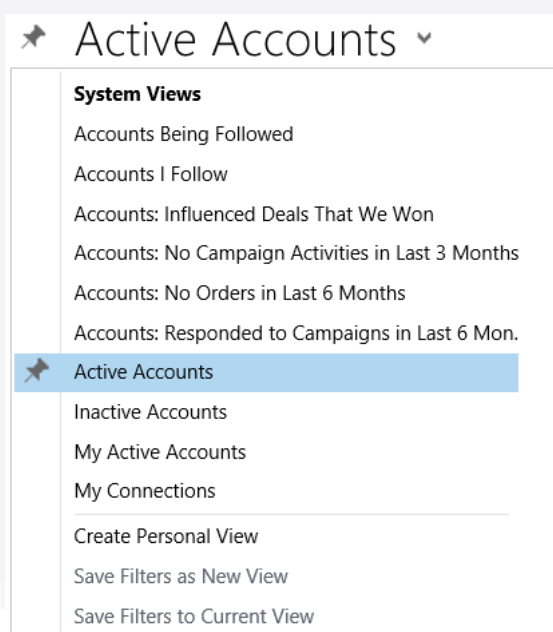 Active Accounts
System Views
Accounts Being Followed
Accounts I Follow
Accounts: Influenced Deals That We Won
Accounts: No Campaign Activities in Last 3 Months
Accounts: No Orders in Last 6 Months
Accounts: Responded to Campaigns in Last 6 Mon.
Active Accounts
Inactive Accounts
My Active Accounts
My Connections
Create Personal View
Save Filters as New View
Save Filters to Current View